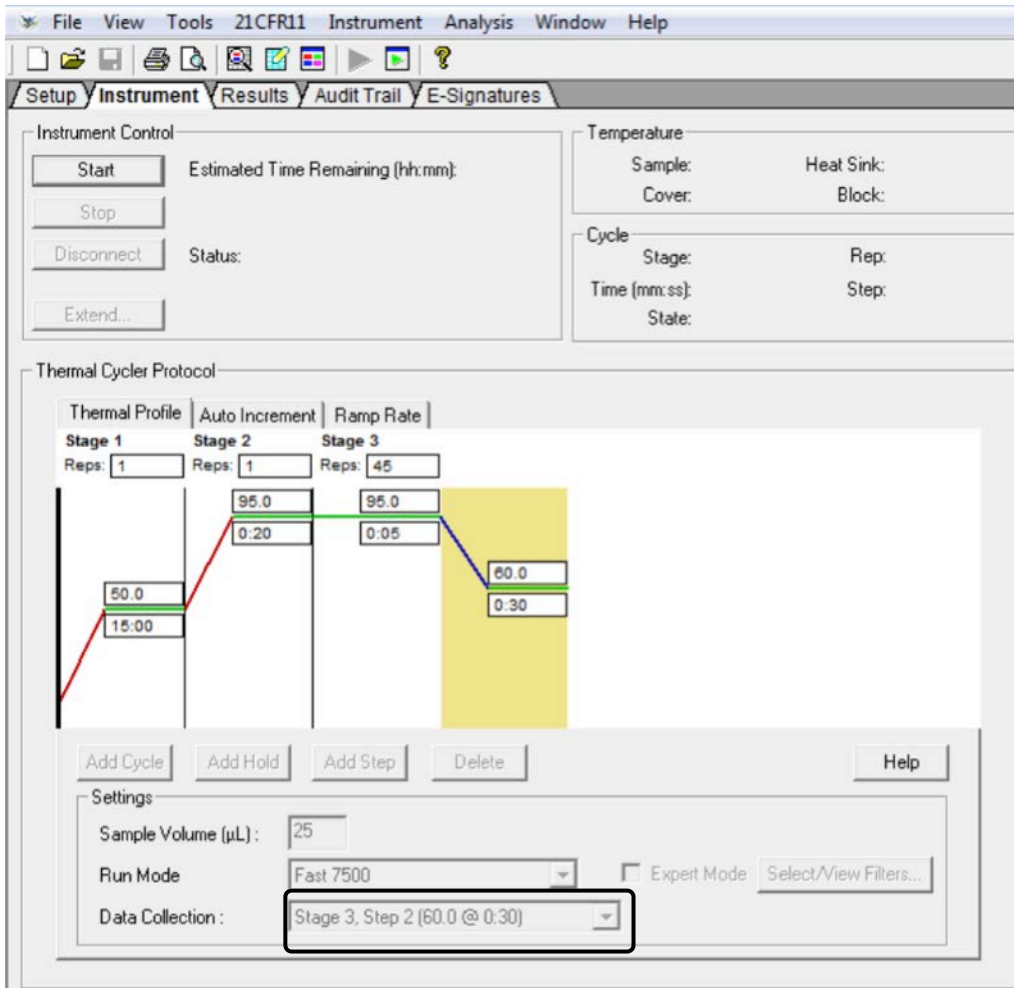 File View Tools 21CFR11 Instrument Analysis Window Help
Setup Instrument Results Audit Trail E-Signatures
Instrument Control
Start Estimated Time Remaining (hh:mm):
Stop
Disconnect Status:
Extend...
Temperature
Sample: Heat Sink:
Cover: Block:
Cycle
Stage: Rep:
Time (mm:ss): Step:
State:
Thermal Cycler Protocol
Thermal Profile Auto Increment Ramp Rate
Stage 1 Stage 2 Stage 3
Reps: 1 Reps: 1 Reps: 45
95.0 95.0
0:20 0:05
60.0
50.0
0:30
15:00
Add Cycle Add Hold Add Step Delete Help
Settings
Sample Volume (µL) : 25
Run Mode Fast 7500 Expert Mode Select/View Filters...
Data Collection : Stage 3, Step 2 (60.0 @ 0:30)